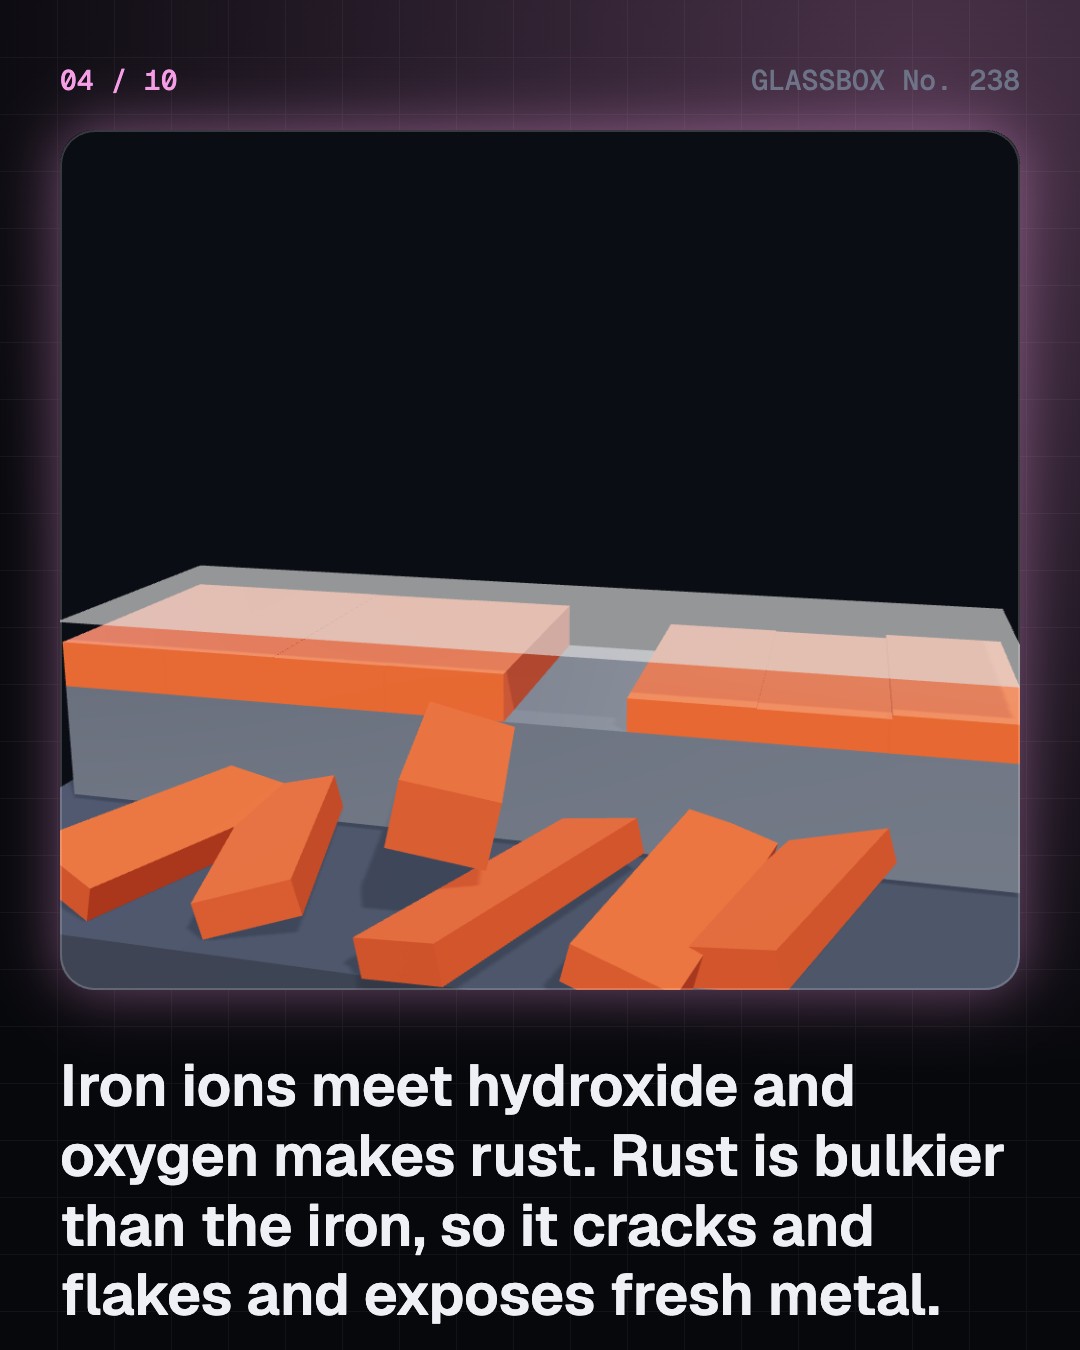 04 / 10
GLASSBOX No. 238
Iron ions meet hydroxide and
oxygen makes rust. Rust is bulkier
than the iron, so it cracks and
flakes and exposes fresh metal.